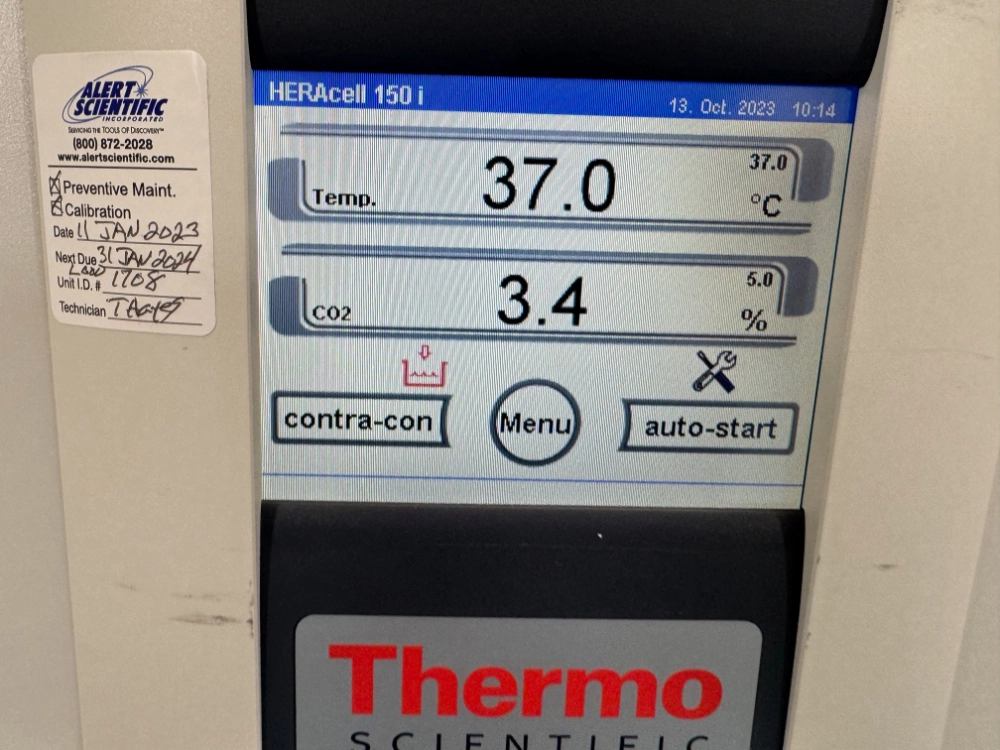 ALERT
SCIENTIFIC
INCORPORATED
SERVICING THE TOOLS OF DISCOVERY™
(800) 872-2028
www.alertscientific.com
Preventive Maint.
Calibration
Date 11 JAN 2023
Next Due 31 JAN 2024
Unit I.D. # 1708
Technician
HERAcell 150 i
13. Oct. 2023 10:14
Temp. 37.0 37.0 °C
CO2 3.4 5.0 %
contra-con Menu auto-start
Thermo
SCIENTIFIC